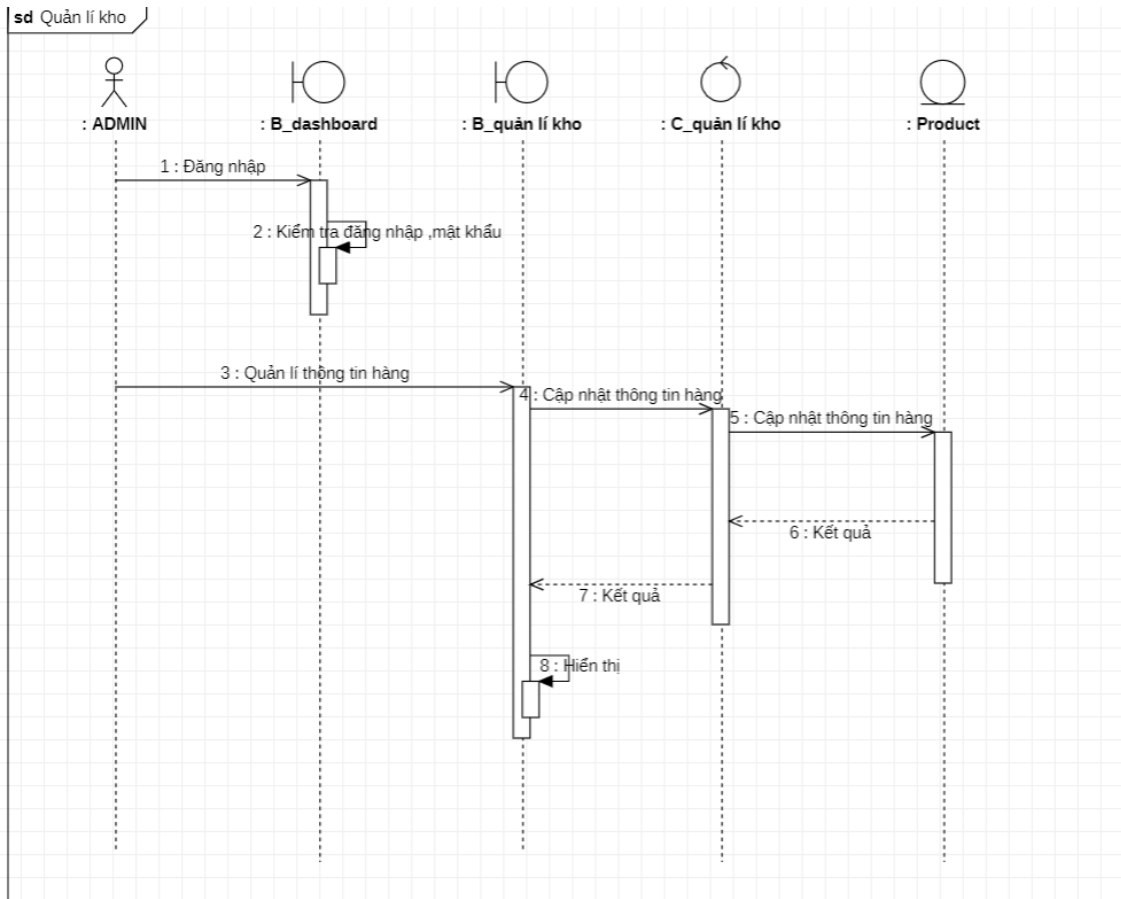 sd Quản lí kho
: ADMIN
: B_dashboard
: B_quản lí kho
: C_quản lí kho
: Product
1 : Đăng nhập
2 : Kiểm tra đăng nhập ,mật khẩu
3 : Quản lí thông tin hàng
4 : Cập nhật thông tin hàng
5 : Cập nhật thông tin hàng
6 : Kết quả
7 : Kết quả
8 : Hiển thị